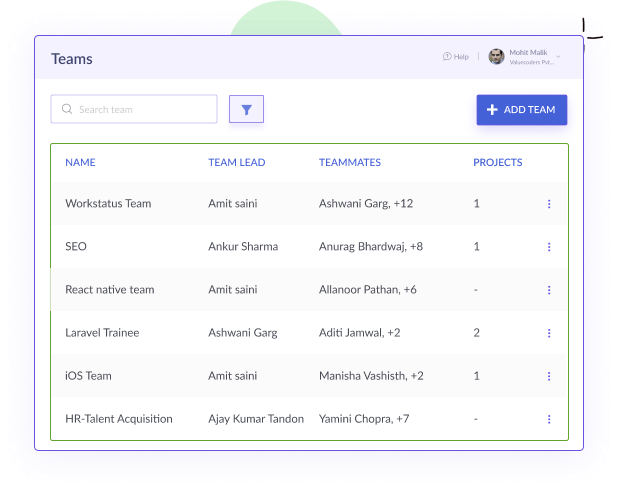 Teams
Help
Mohit Malik
Valuecoders Pvt...
Search team
ADD TEAM
NAME TEAM LEAD TEAMMATES PROJECTS
Workstatus Team Amit saini Ashwani Garg, +12 1
SEO Ankur Sharma Anurag Bhardwaj, +8 1
React native team Amit saini Allanoor Pathan, +6 -
Laravel Trainee Ashwani Garg Aditi Jamwal, +2 2
iOS Team Amit saini Manisha Vashisth, +2 1
HR-Talent Acquisition Ajay Kumar Tandon Yamini Chopra, +7 -